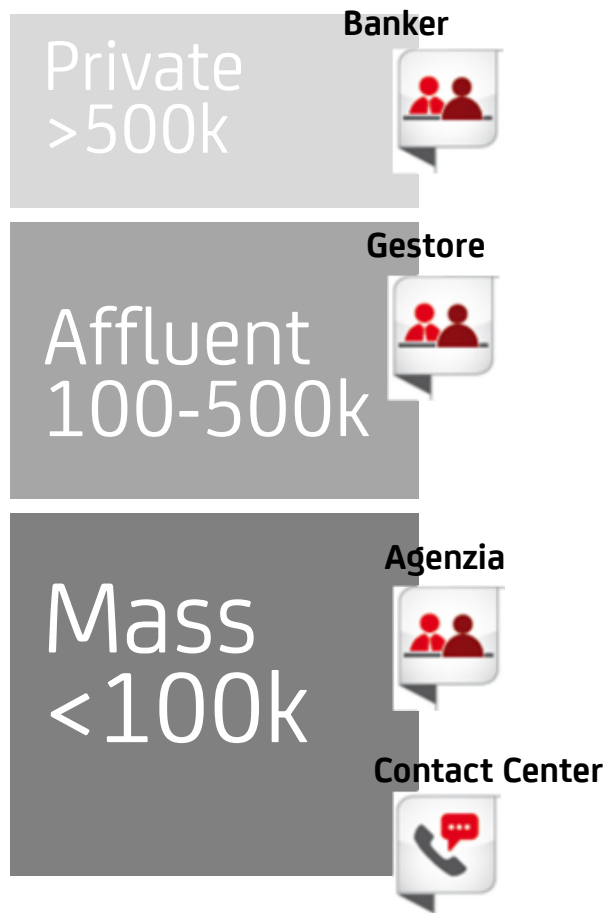 Banker
Private
>500k
Gestore
Affluent
100-500k
Agenzia
Mass
<100k
Contact Center